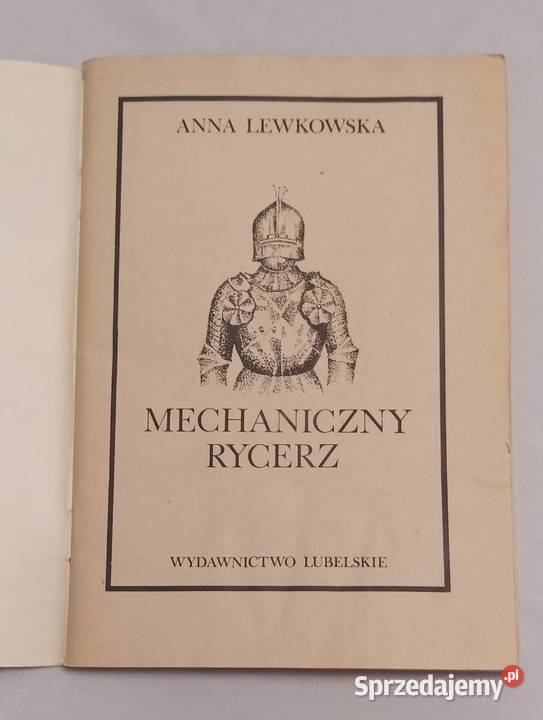 ANNA LEWKOWSKA
MECHANICZNY
RYCERZ
WYDAWNICTWO LUBELSKIE
Sprzedajemy.pl